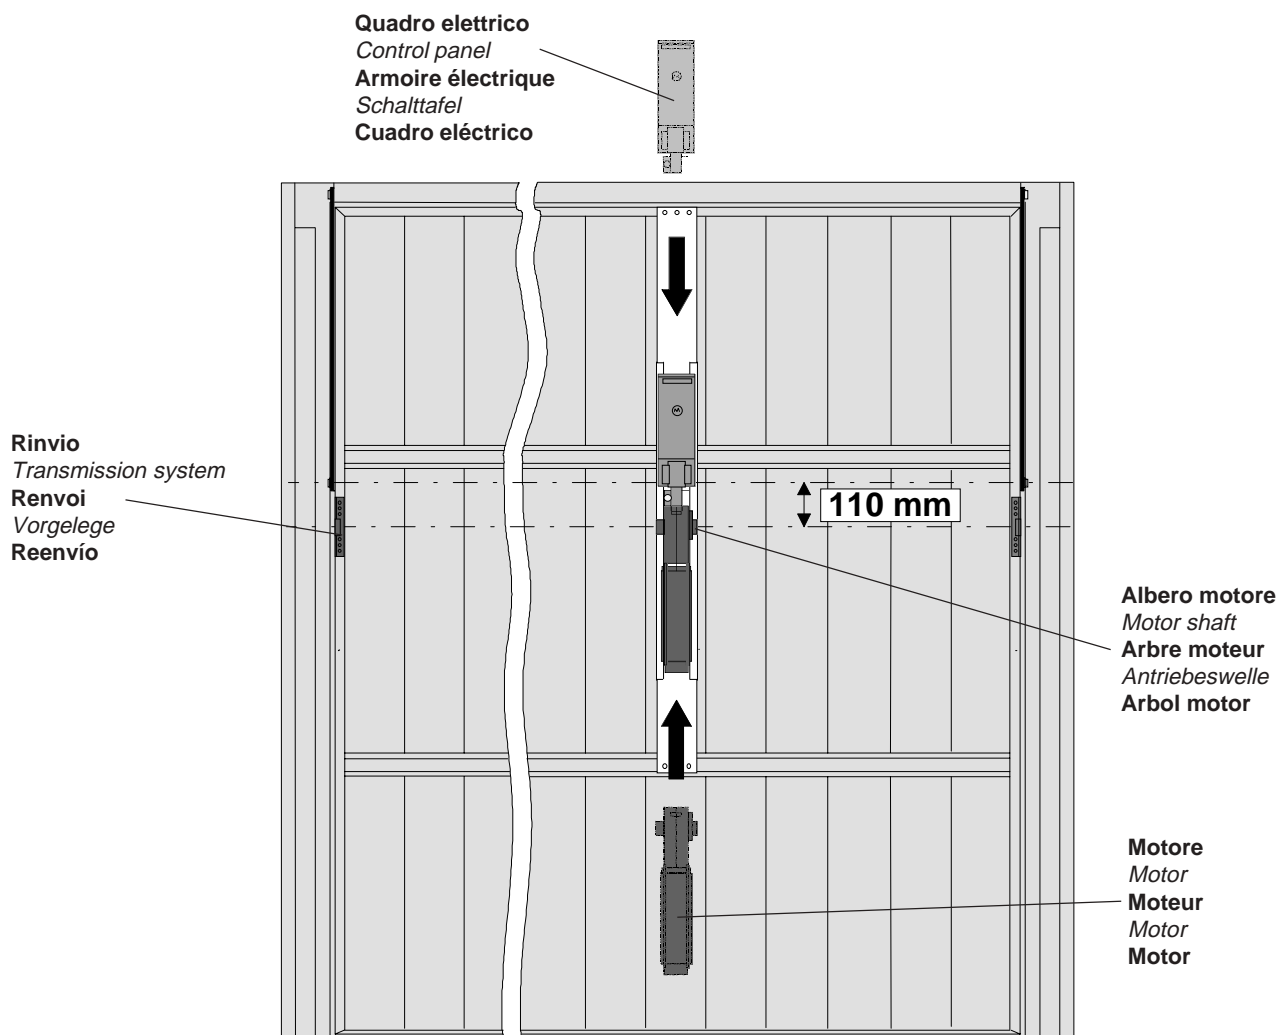 Quadro elettrico
Control panel
Armoire électrique
Schalttafel
Cuadro eléctrico
Rinvio
Transmission system
Renvoi
Vorgelege
Reenvío
110 mm
Albero motore
Motor shaft
Arbre moteur
Antriebeswelle
Arbol motor
Motore
Motor
Moteur
Motor
Motor